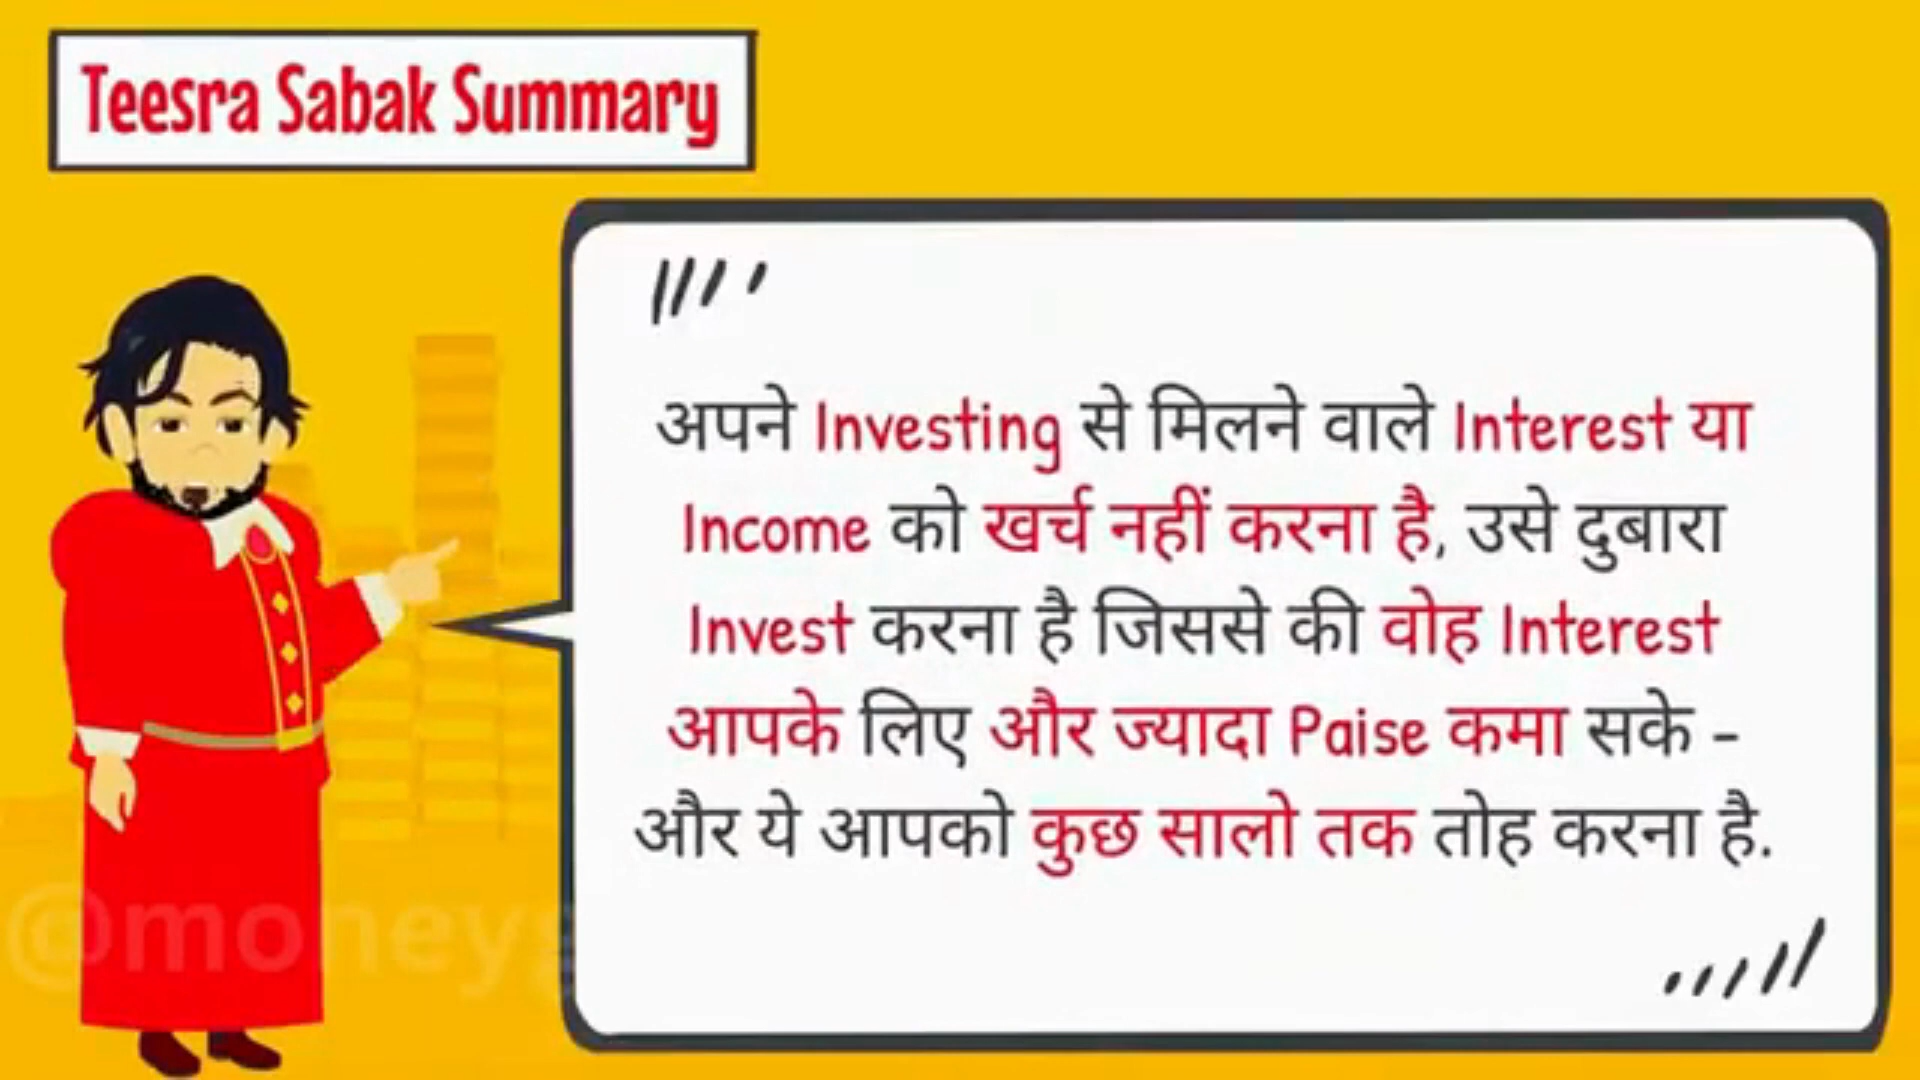 Teesra Sabak Summary
अपने Investing से मिलने वाले Interest या
Income को खर्च नहीं करना है, उसे दुबारा
Invest करना है जिससे की वोह Interest
आपके लिए और ज्यादा Paise कमा सके -
और ये आपको कुछ सालो तक तोह करना है.